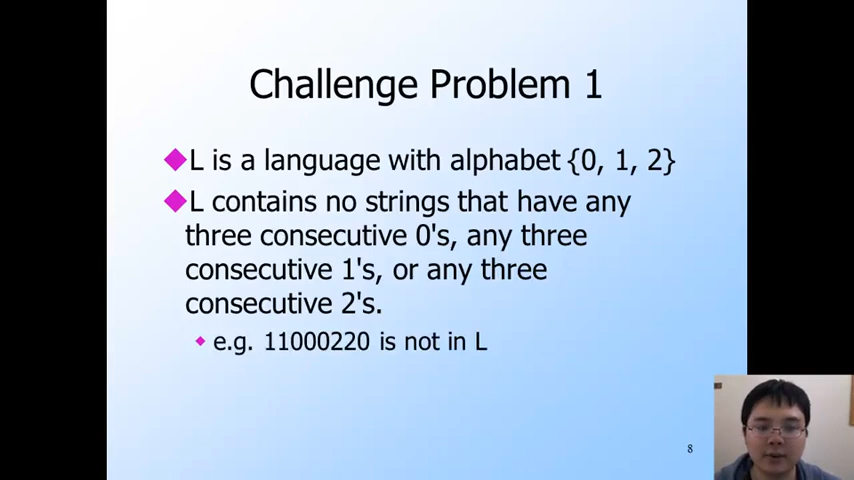 Challenge Problem 1
L is a language with alphabet {0, 1, 2}
L contains no strings that have any
three consecutive 0's, any three
consecutive 1's, or any three
consecutive 2's.
e.g. 11000220 is not in L
8